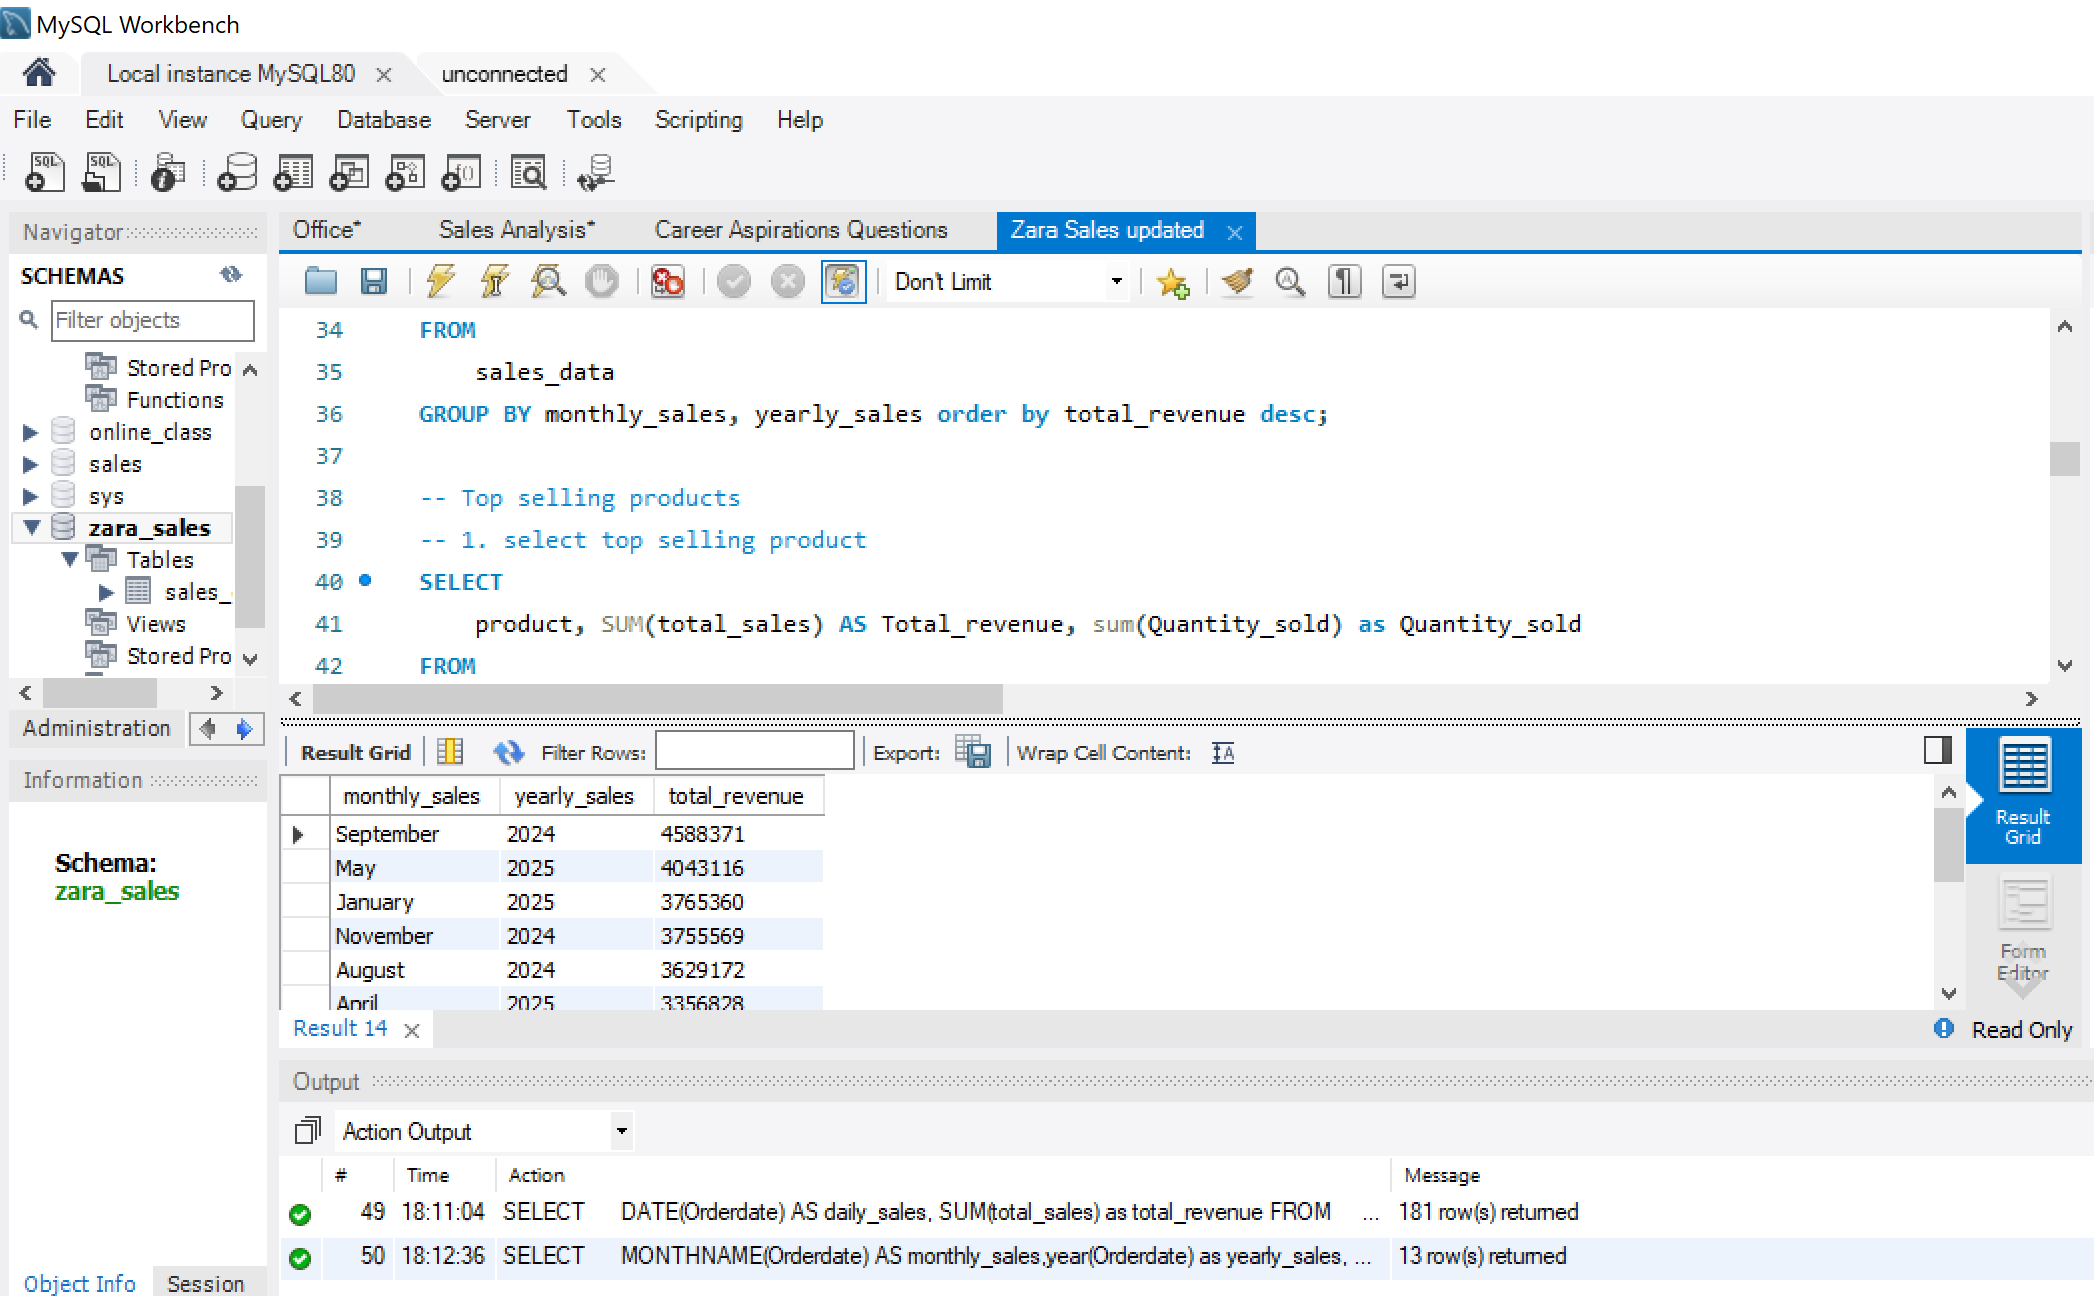 MySQL Workbench
Local instance MySQL80
unconnected
File Edit View Query Database Server Tools Scripting Help
Navigator
SCHEMAS
Filter objects
Stored Pro
Functions
online_class
sales
sys
zara_sales
Tables
sales_
Views
Stored Pro
Administration
Information
Schema:
zara_sales
Object Info Session
Office* Sales Analysis* Career Aspirations Questions Zara Sales updated
Don't Limit
34 FROM
35 sales_data
36 GROUP BY monthly_sales, yearly_sales order by total_revenue desc;
37
38 -- Top selling products
39 -- 1. select top selling product
40 SELECT
41 product, SUM(total_sales) AS Total_revenue, sum(Quantity_sold) as Quantity_sold
42 FROM
Result Grid Filter Rows: Export: Wrap Cell Content:
monthly_sales yearly_sales total_revenue
September 2024 4588371
May 2025 4043116
January 2025 3765360
November 2024 3755569
August 2024 3629172
April 2025 3356828
Result Grid
Form Editor
Result 14
Read Only
Output
Action Output
# Time Action Message
49 18:11:04 SELECT DATE(Orderdate) AS daily_sales, SUM(total_sales) as total_revenue FROM ... 181 row(s) returned
50 18:12:36 SELECT MONTHNAME(Orderdate) AS monthly_sales,year(Orderdate) as yearly_sales, ... 13 row(s) returned